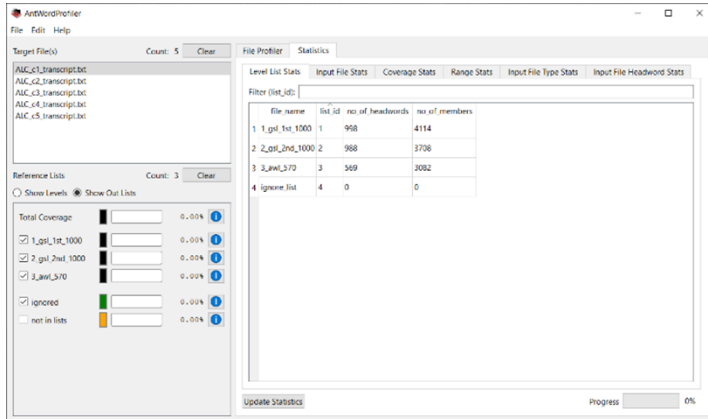 AntWordProfiler
File Edit Help
Target File(s) Count: 5 Clear
ALC_c1_transcript.txt
ALC_c2_transcript.txt
ALC_c3_transcript.txt
ALC_c4_transcript.txt
ALC_c5_transcript.txt
Reference Lists Count: 3 Clear
Show Levels Show Out Lists
Total Coverage 0.00%
1_gsl_1st_1000 0.00%
2_gsl_2nd_1000 0.00%
3_awl_570 0.00%
ignored 0.00%
not in lists 0.00%
File Profiler Statistics
Level List Stats Input File Stats Coverage Stats Range Stats Input File Type Stats Input File Headword Stats
Filter (list_id):
file_name list_id no_of_headwords no_of_members
1 1_gsl_1st_1000 1 998 4114
2 2_gsl_2nd_1000 2 988 3708
3 3_awl_570 3 569 3082
4 ignore_list 4 0 0
Update Statistics Progress 0%